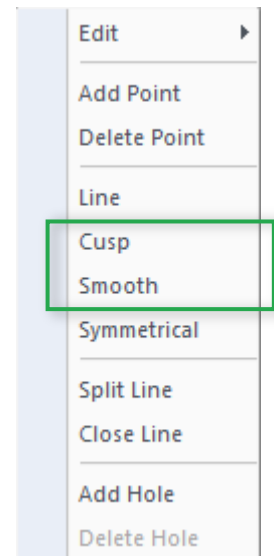 Edit
Add Point
Delete Point
Line
Cusp
Smooth
Symmetrical
Split Line
Close Line
Add Hole
Delete Hole